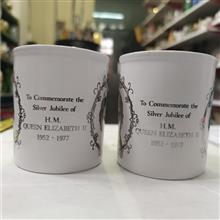 To Commemorate the
Silver Jubilee of
H.M.
QUEEN ELIZABETH II
1952 - 1977
To Commemorate the
Silver Jubilee of
H.M.
QUEEN ELIZABETH II
1952 - 1977